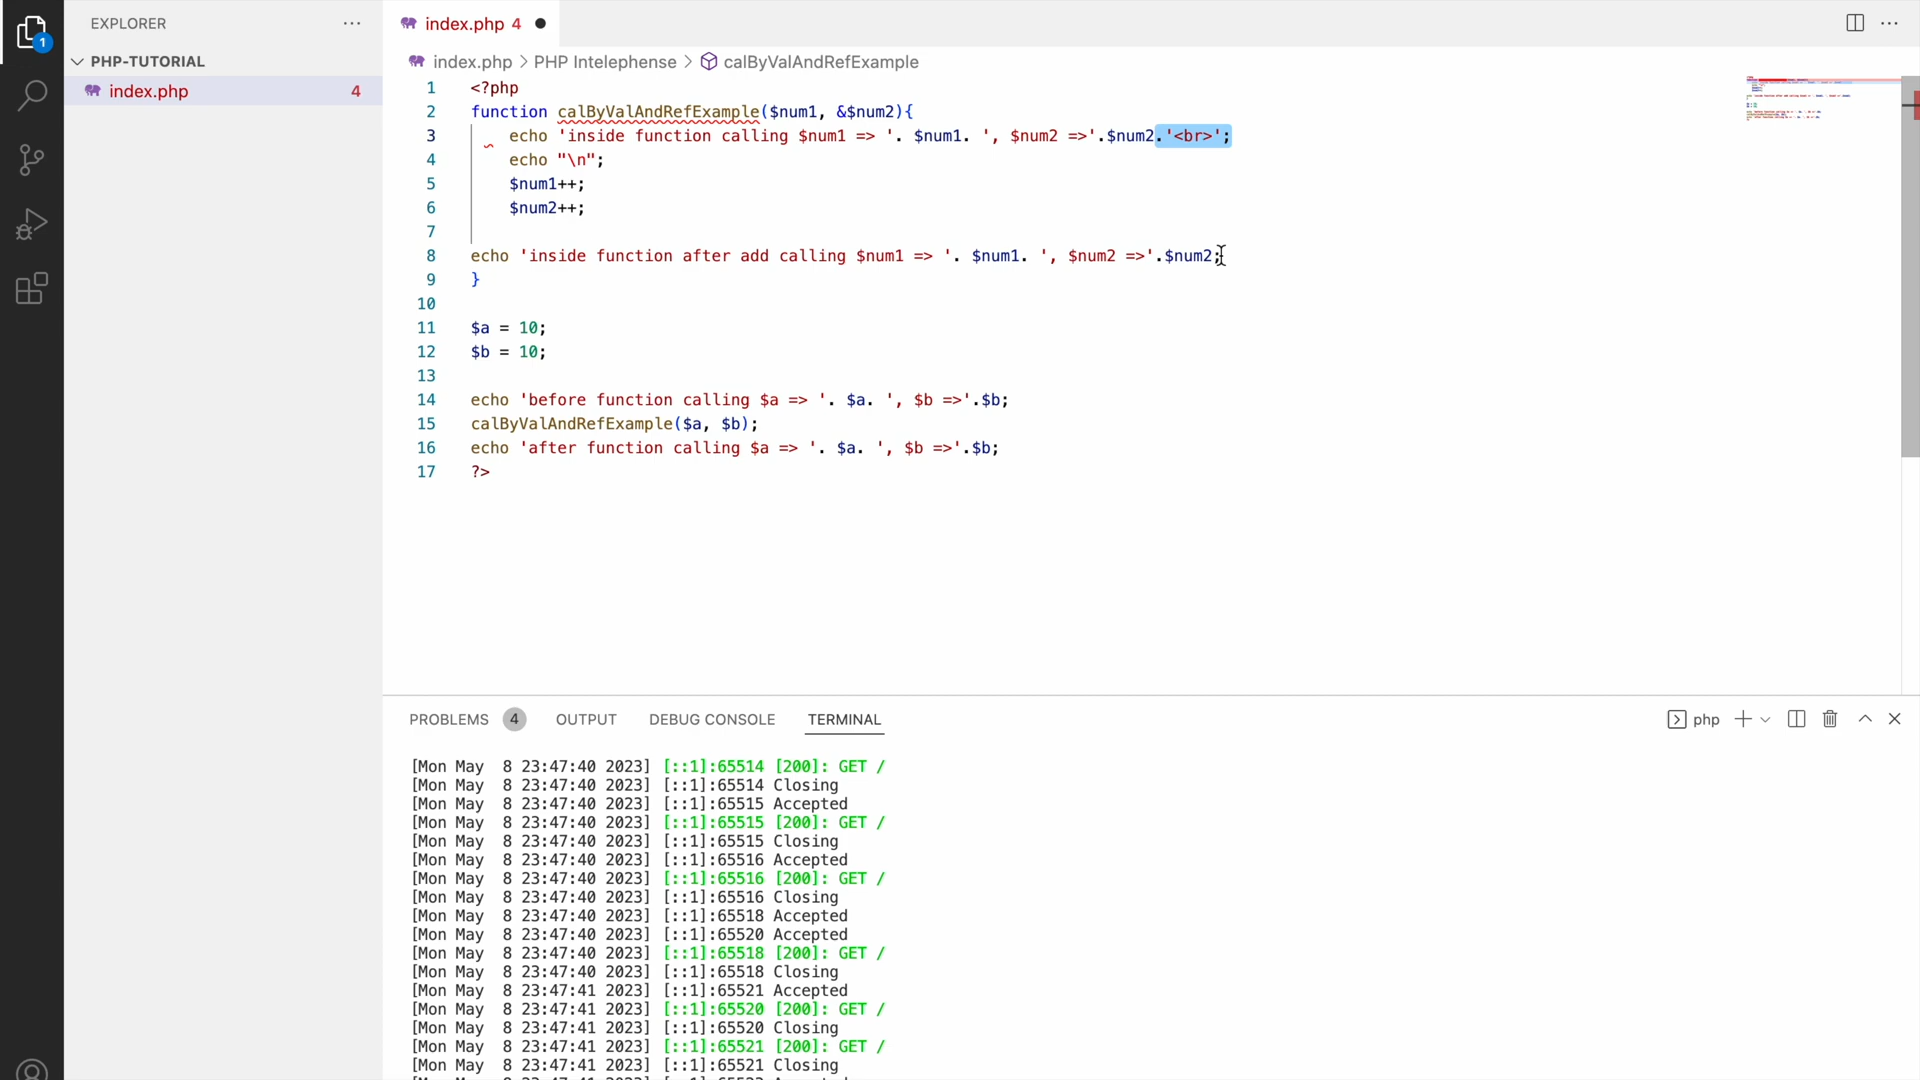 EXPLORER
index.php 4
1
PHP-TUTORIAL
index.php 4
index.php > PHP Intelephense > calByValAndRefExample
1 <?php
2 function calByValAndRefExample($num1, &$num2){
3 echo 'inside function calling $num1 => '. $num1. ', $num2 =>'.$num2.'<br>';
4 echo "\n";
5 $num1++;
6 $num2++;
7
8 echo 'inside function after add calling $num1 => '. $num1. ', $num2 =>'.$num2;
9 }
10
11 $a = 10;
12 $b = 10;
13
14 echo 'before function calling $a => '. $a. ', $b =>'.$b;
15 calByValAndRefExample($a, $b);
16 echo 'after function calling $a => '. $a. ', $b =>'.$b;
17 ?>
PROBLEMS 4 OUTPUT DEBUG CONSOLE TERMINAL php
[Mon May  8 23:47:40 2023] [::1]:65514 [200]: GET /
[Mon May  8 23:47:40 2023] [::1]:65514 Closing
[Mon May  8 23:47:40 2023] [::1]:65515 Accepted
[Mon May  8 23:47:40 2023] [::1]:65515 [200]: GET /
[Mon May  8 23:47:40 2023] [::1]:65515 Closing
[Mon May  8 23:47:40 2023] [::1]:65516 Accepted
[Mon May  8 23:47:40 2023] [::1]:65516 [200]: GET /
[Mon May  8 23:47:40 2023] [::1]:65516 Closing
[Mon May  8 23:47:40 2023] [::1]:65518 Accepted
[Mon May  8 23:47:40 2023] [::1]:65520 Accepted
[Mon May  8 23:47:40 2023] [::1]:65518 [200]: GET /
[Mon May  8 23:47:40 2023] [::1]:65518 Closing
[Mon May  8 23:47:41 2023] [::1]:65521 Accepted
[Mon May  8 23:47:41 2023] [::1]:65520 [200]: GET /
[Mon May  8 23:47:41 2023] [::1]:65520 Closing
[Mon May  8 23:47:41 2023] [::1]:65521 [200]: GET /
[Mon May  8 23:47:41 2023] [::1]:65521 Closing